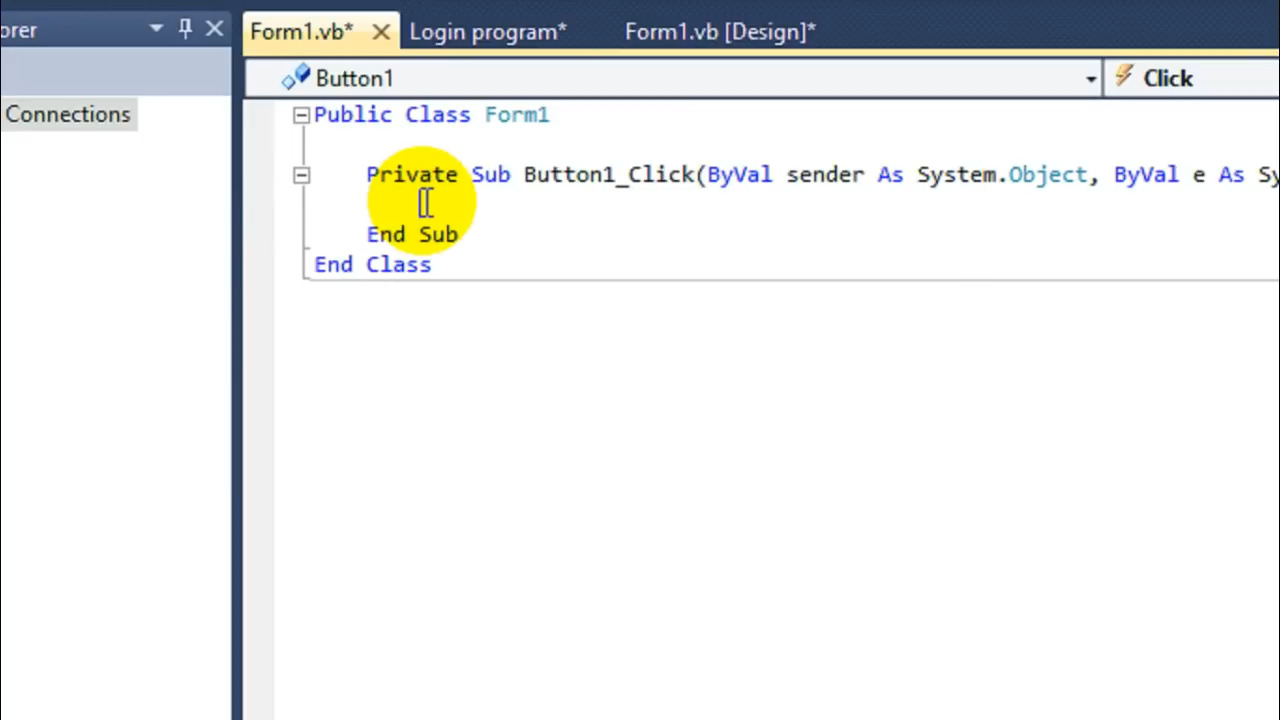 orer
Form1.vb*
Login program*
Form1.vb [Design]*
Button1
Click
Connections
Public Class Form1
Private Sub Button1_Click(ByVal sender As System.Object, ByVal e As Sy
End Sub
End Class